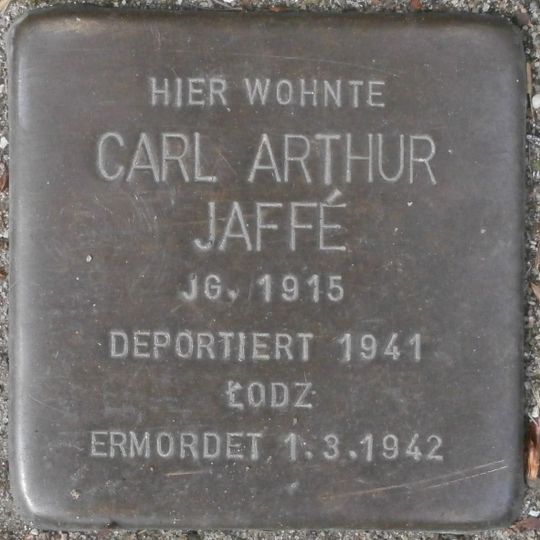 HIER WOHNTE
CARL ARTHUR
JAFFÉ
JG. 1915
DEPORTIERT 1941
ŁODZ
ERMORDET 1.3.1942